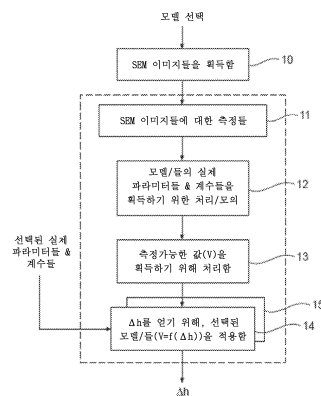 모델 선택
SEM 이미지들을 획득함
10
SEM 이미지들에 대한 측정들
11
모델/들의 실제
파라미터들 & 계수들을
획득하기 위한 처리/모의
12
선택된 실제
파라미터들 &
계수들
측정가능한 값(V)을
획득하기 위해 처리함
13
15
Δh를 얻기 위해, 선택된
모델/들(V=f(Δh))을 적용함
14
Δh